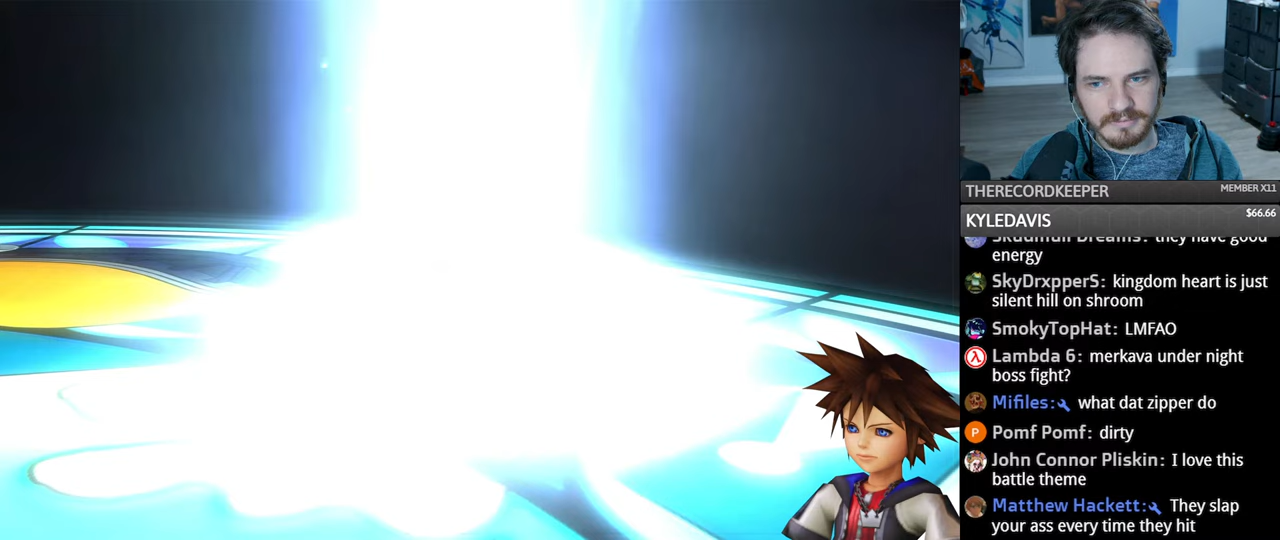 THERECORDKEEPER
MEMBER X11
KYLEDAVIS
$66.66
they have good
energy
SkyDrxpperS: kingdom heart is just
silent hill on shroom
SmokyTopHat: LMFAO
Lambda 6: merkava under night
boss fight?
Mifiles: what dat zipper do
P Pomf Pomf: dirty
John Connor Pliskin: I love this
battle theme
Matthew Hackett: They slap
your ass every time they hit